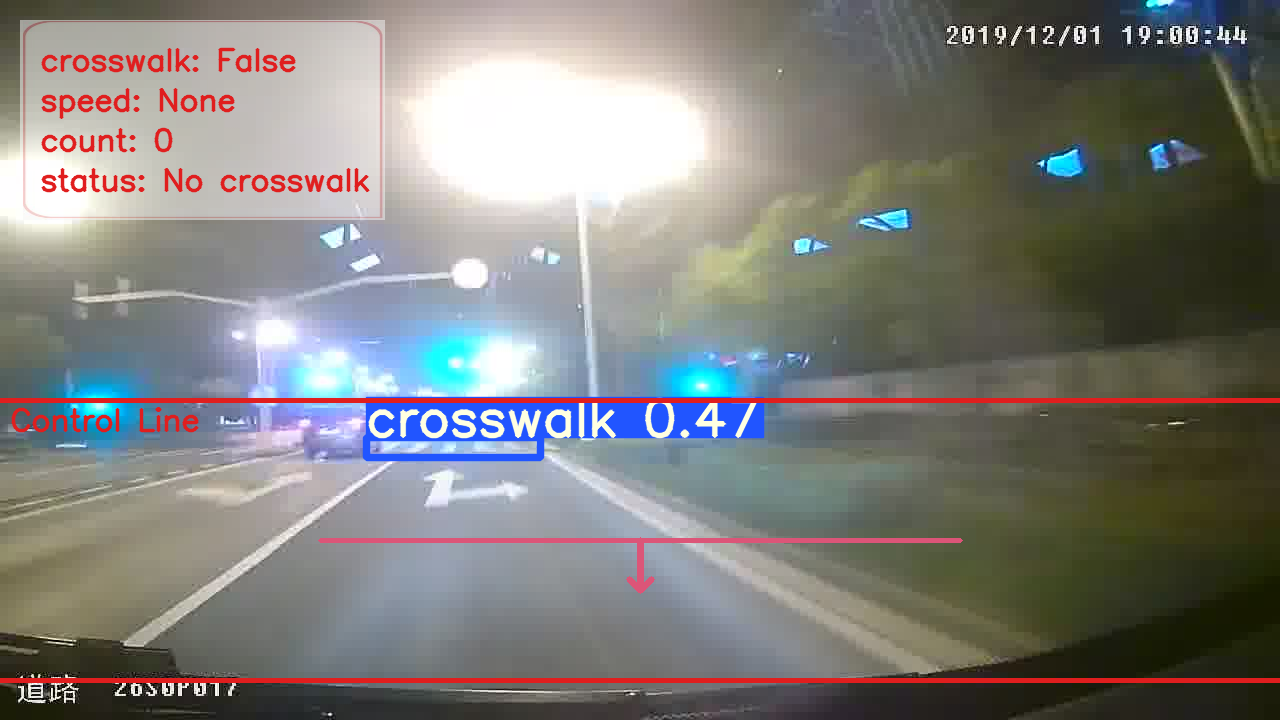 crosswalk: False
speed: None
count: 0
status: No crosswalk
2019/12/01 19:00:44
Control Line
crosswalk 0.47
道路